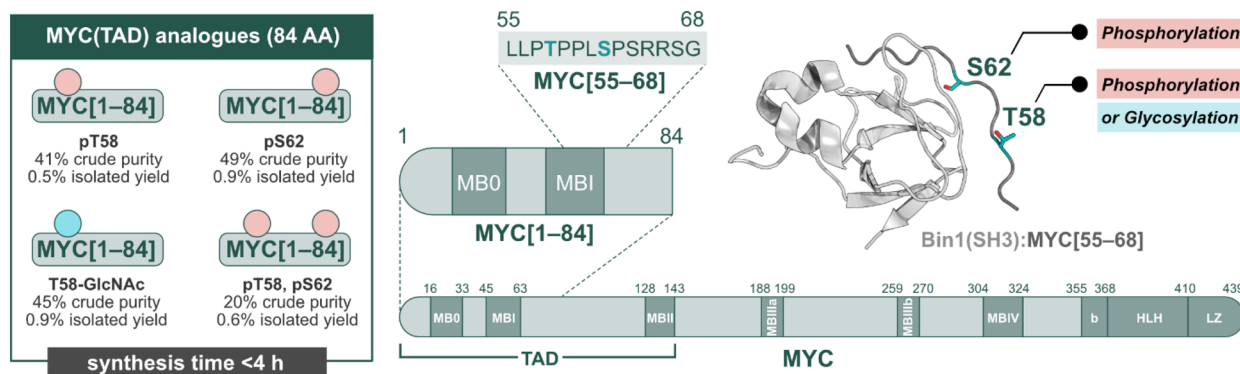 MYC(TAD) analogues (84 AA)
MYC[1–84]
pT58
41% crude purity
0.5% isolated yield
MYC[1–84]
pS62
49% crude purity
0.9% isolated yield
MYC[1–84]
T58-GlcNAc
45% crude purity
0.9% isolated yield
MYC[1–84]
pT58, pS62
20% crude purity
0.6% isolated yield
synthesis time <4 h
55 68
LLPTPPLSPSRRSG
MYC[55–68]
1 84
MB0 MBI
MYC[1–84]
S62
Phosphorylation
T58
Phosphorylation
or Glycosylation
Bin1(SH3):MYC[55–68]
16 33 45 63 128 143 188 199 259 270 304 324 355 368 410 439
MB0 MBI MBII MBIIIa MBIIIb MBIV b HLH LZ
TAD
MYC